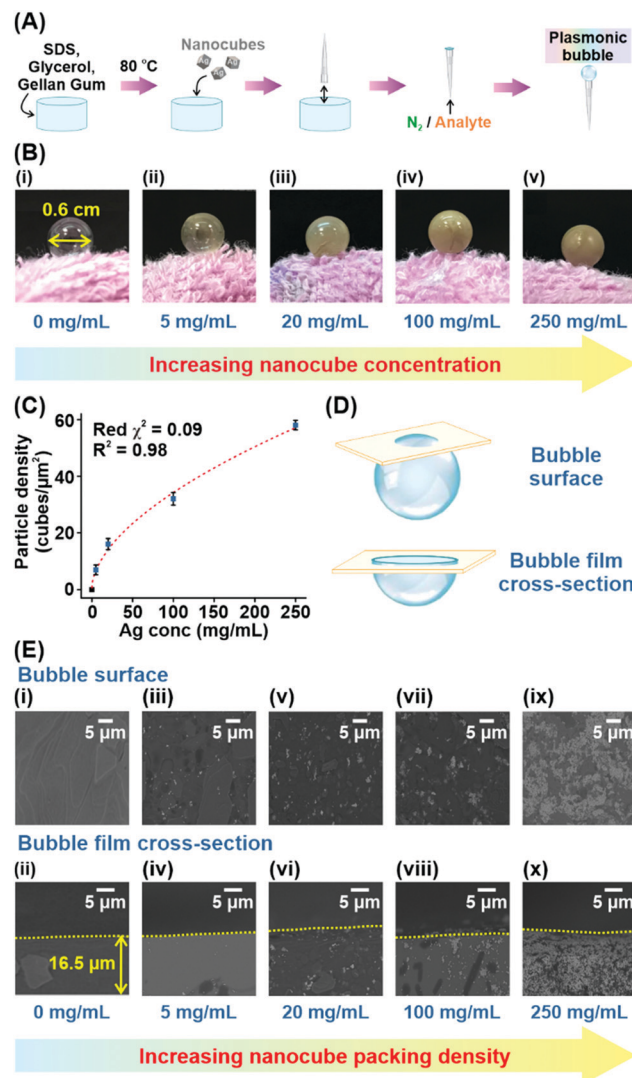 (A)
SDS,
Glycerol,
Gellan Gum
80 °C
Nanocubes
Ag
Ag
Ag
N₂ / Analyte
Plasmonic
bubble
(B)
(i)
(ii)
(iii)
(iv)
(v)
0.6 cm
0 mg/mL
5 mg/mL
20 mg/mL
100 mg/mL
250 mg/mL
Increasing nanocube concentration
(C)
Red χ² = 0.09
R² = 0.98
Particle density
(cubes/μm²)
60
40
20
0
0 50 100 150 200 250
Ag conc (mg/mL)
(D)
Bubble
surface
Bubble film
cross-section
(E)
Bubble surface
(i)
(iii)
(v)
(vii)
(ix)
5 μm
5 μm
5 μm
5 μm
5 μm
Bubble film cross-section
(ii)
(iv)
(vi)
(viii)
(x)
5 μm
5 μm
5 μm
5 μm
5 μm
16.5 μm
0 mg/mL
5 mg/mL
20 mg/mL
100 mg/mL
250 mg/mL
Increasing nanocube packing density